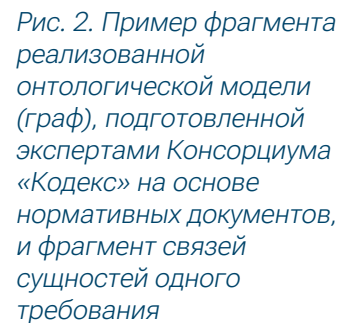 Рис. 2. Пример фрагмента
реализованной
онтологической модели
(граф), подготовленной
экспертами Консорциума
«Кодекс» на основе
нормативных документов,
и фрагмент связей
сущностей одного
требования